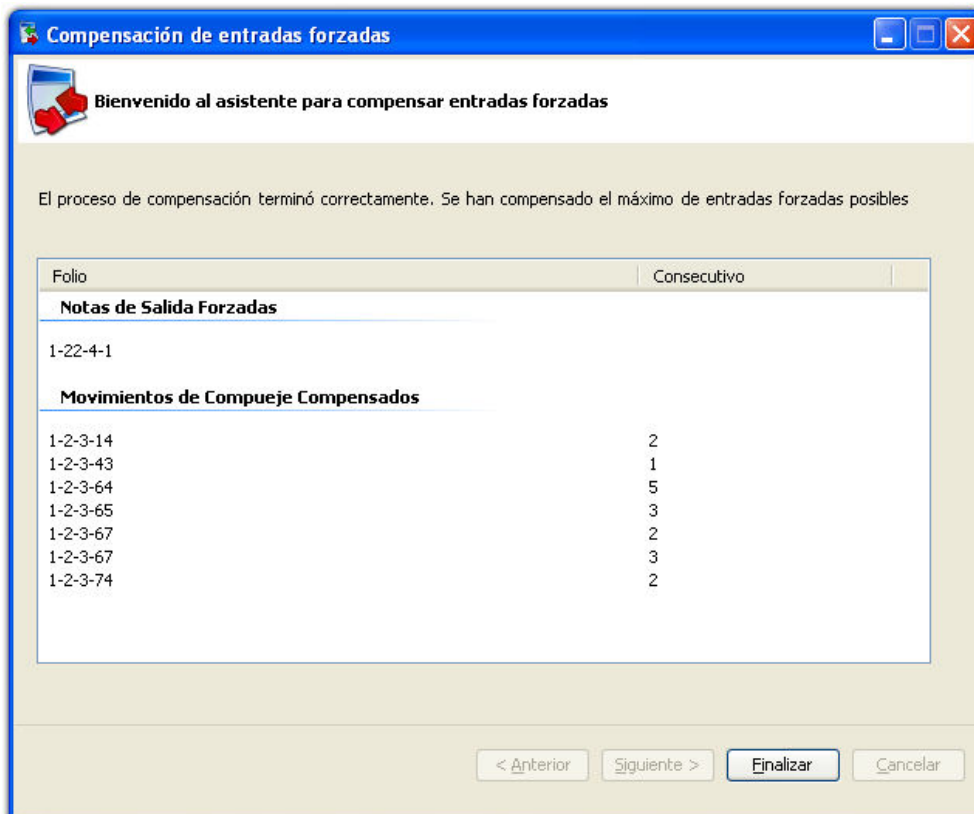 Compensación de entradas forzadas
Bienvenido al asistente para compensar entradas forzadas
El proceso de compensación terminó correctamente. Se han compensado el máximo de entradas forzadas posibles
Folio Consecutivo
Notas de Salida Forzadas
1-22-4-1
Movimientos de Compueje Compensados
1-2-3-14 2
1-2-3-43 1
1-2-3-64 5
1-2-3-65 3
1-2-3-67 2
1-2-3-67 3
1-2-3-74 2
< Anterior Siguiente > Finalizar Cancelar